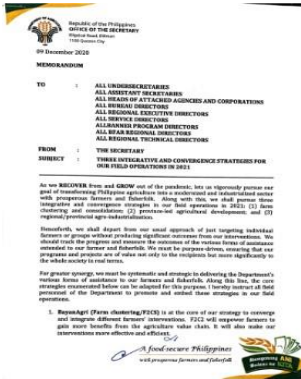 Republic of the Philippines
OFFICE OF THE SECRETARY
Elliptical Road, Diliman
1100 Quezon City
09 December 2020
MEMORANDUM
TO : ALL UNDERSECRETARIES
ALL ASSISTANT SECRETARIES
ALL HEADS OF ATTACHED AGENCIES AND CORPORATIONS
ALL BUREAU DIRECTORS
ALL REGIONAL EXECUTIVE DIRECTORS
ALL SERVICE DIRECTORS
ALL BANNER PROGRAM DIRECTORS
ALL BFAR REGIONAL DIRECTORS
ALL REGIONAL TECHNICAL DIRECTORS
FROM : THE SECRETARY
SUBJECT : THREE INTEGRATIVE AND CONVERGENCE STRATEGIES FOR
OUR FIELD OPERATIONS IN 2021
As we RECOVER from and GROW out of the pandemic, lets us vigorously pursue our
goal of transforming Philippine agriculture into a modernized and industrialized sector
with prosperous farmers and fisherfolk. Along with this, we shall pursue three
integrative and convergence strategies in our field operations in 2021: (1) farm
clustering and consolidation; (2) province-led agricultural development; and (3)
regional/provincial agro-industrialization.
Henceforth, we shall depart from our usual approach of just targeting individual
farmers or groups without producing significant outcomes from our interventions. We
should track the progress and measure the outcomes of the various forms of assistance
extended to our farmer and fisherfolk. We must be purpose-driven, ensuring that our
programs and projects are of value not only to the recipients but more significantly to
the whole society in real terms.
For greater synergy, we must be systematic and strategic in delivering the Department's
various forms of assistance to our farmers and fisherfolk. Along this line, the core
strategies enumerated below can be adapted for this purpose. I hereby instruct all field
personnel of the Department to promote and embed these strategies in our field
operations.
1. BayanAgri (Farm clustering/F2C2) is at the core of our strategy to converge
and integrate different farmers' interventions. F2C2 will empower farmers to
gain more benefits from the agriculture value chain. It will also make our
interventions more effective and efficient.
A food-secure Philippines
with prosperous farmers and fisherfolk